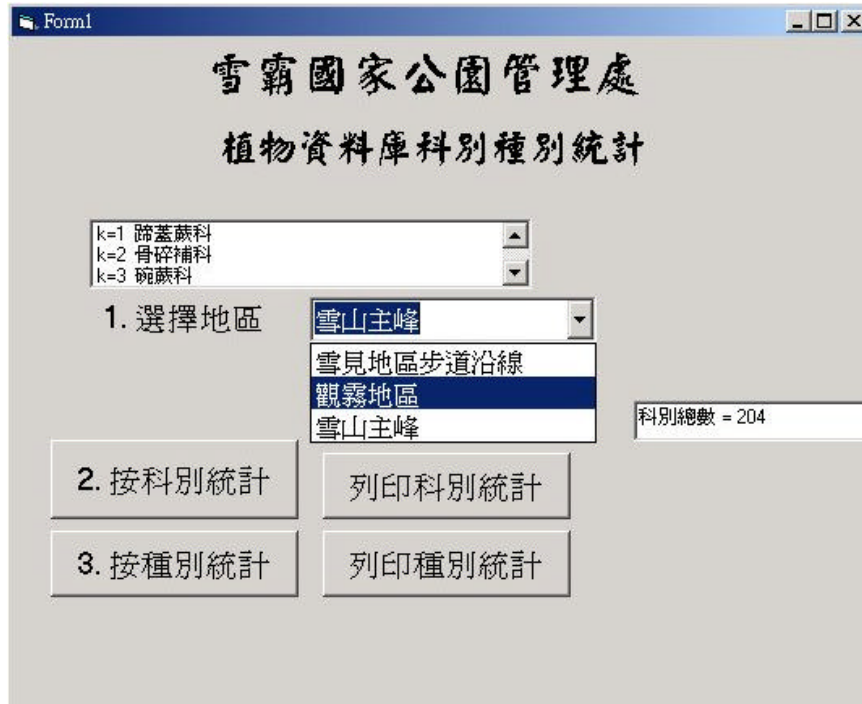 Form1
雪霸國家公園管理處
植物資料庫科別種別統計
k=1 蹄蓋蕨科
k=2 骨碎補科
k=3 碗蕨科
1. 選擇地區
雪山主峰
雪見地區步道沿線
觀霧地區
雪山主峰
科別總數 = 204
2. 按科別統計
列印科別統計
3. 按種別統計
列印種別統計